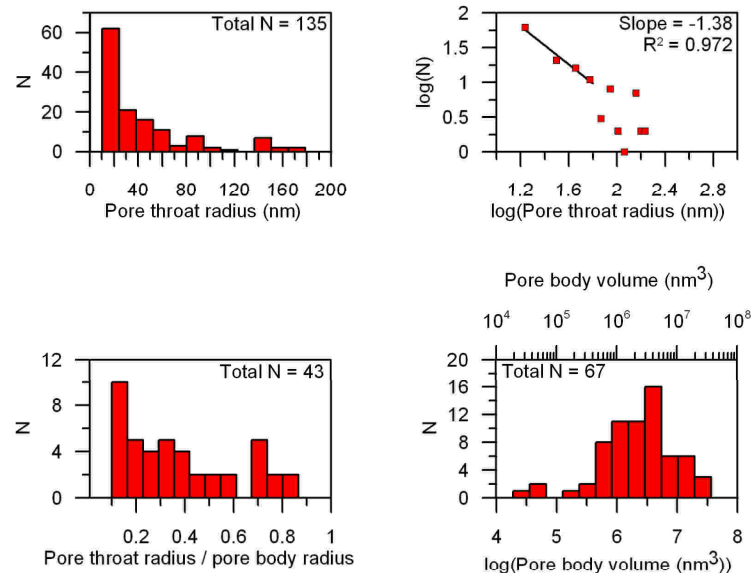 Total N = 135
60
40
20
0
N
0 40 80 120 160 200
Pore throat radius (nm)
Slope = -1.38
R² = 0.972
2
1.5
1
0.5
0
log(N)
1.2 1.6 2 2.4 2.8
log(Pore throat radius (nm))
Total N = 43
12
8
4
0
N
0.2 0.4 0.6 0.8 1
Pore throat radius / pore body radius
Pore body volume (nm³)
10⁴ 10⁵ 10⁶ 10⁷ 10⁸
Total N = 67
20
16
12
8
4
0
N
4 5 6 7 8
log(Pore body volume (nm³))